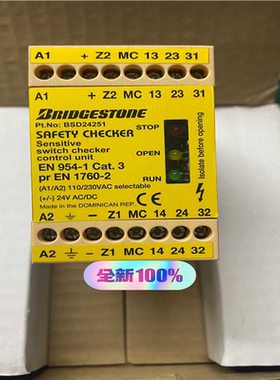 A1 + Z2 MC 13 23 31
A1 + Z2 MC 13 23 31
BRIDGESTONE
PI.No: BSD24251
STOP
SAFETY CHECKER
Sensitive
switch checker
control unit
OPEN
EN 954-1 Cat. 3
pr EN 1760-2
RUN
(A1/A2) 110/230VAC selectable
(+/-) 24V AC/DC
Made in the DOMINICAN REP.
Isolate before opening
A2 - Z1 MC 14 24 32
A2 - Z1 MC 14 24 32
全新100%